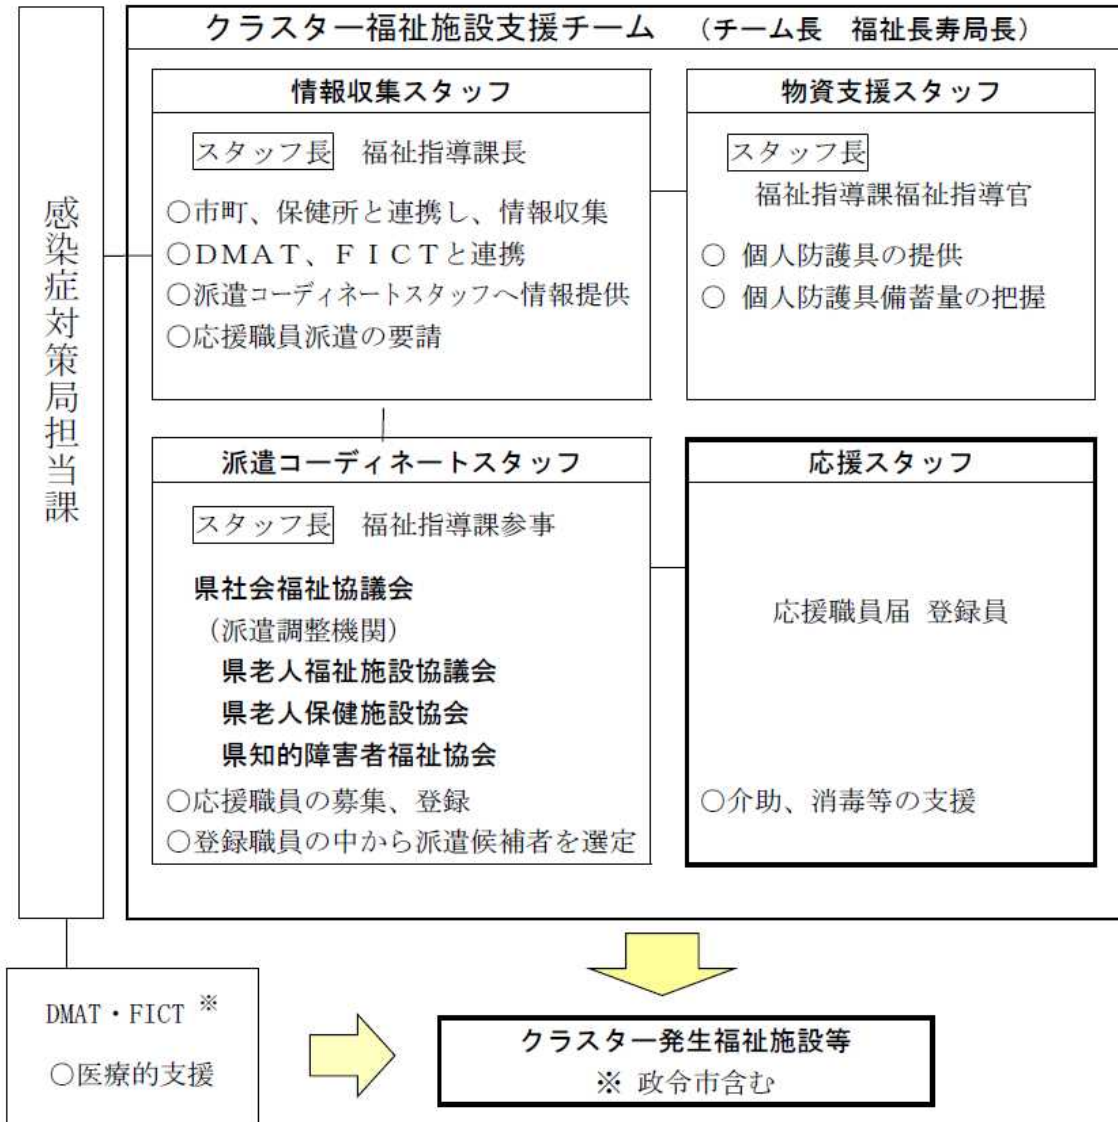 クラスター福祉施設支援チーム （チーム長 福祉長寿局長）
感染症対策局担当課
情報収集スタッフ
スタッフ長 福祉指導課長
○市町、保健所と連携し、情報収集
○ＤＭＡＴ、ＦＩＣＴと連携
○派遣コーディネートスタッフへ情報提供
○応援職員派遣の要請
物資支援スタッフ
スタッフ長
福祉指導課福祉指導官
○ 個人防護具の提供
○ 個人防護具備蓄量の把握
派遣コーディネートスタッフ
スタッフ長 福祉指導課参事
県社会福祉協議会
（派遣調整機関）
県老人福祉施設協議会
県老人保健施設協会
県知的障害者福祉協会
○応援職員の募集、登録
○登録職員の中から派遣候補者を選定
応援スタッフ
応援職員届 登録員
○介助、消毒等の支援
DMAT・FICT ※
○医療的支援
クラスター発生福祉施設等
※ 政令市含む